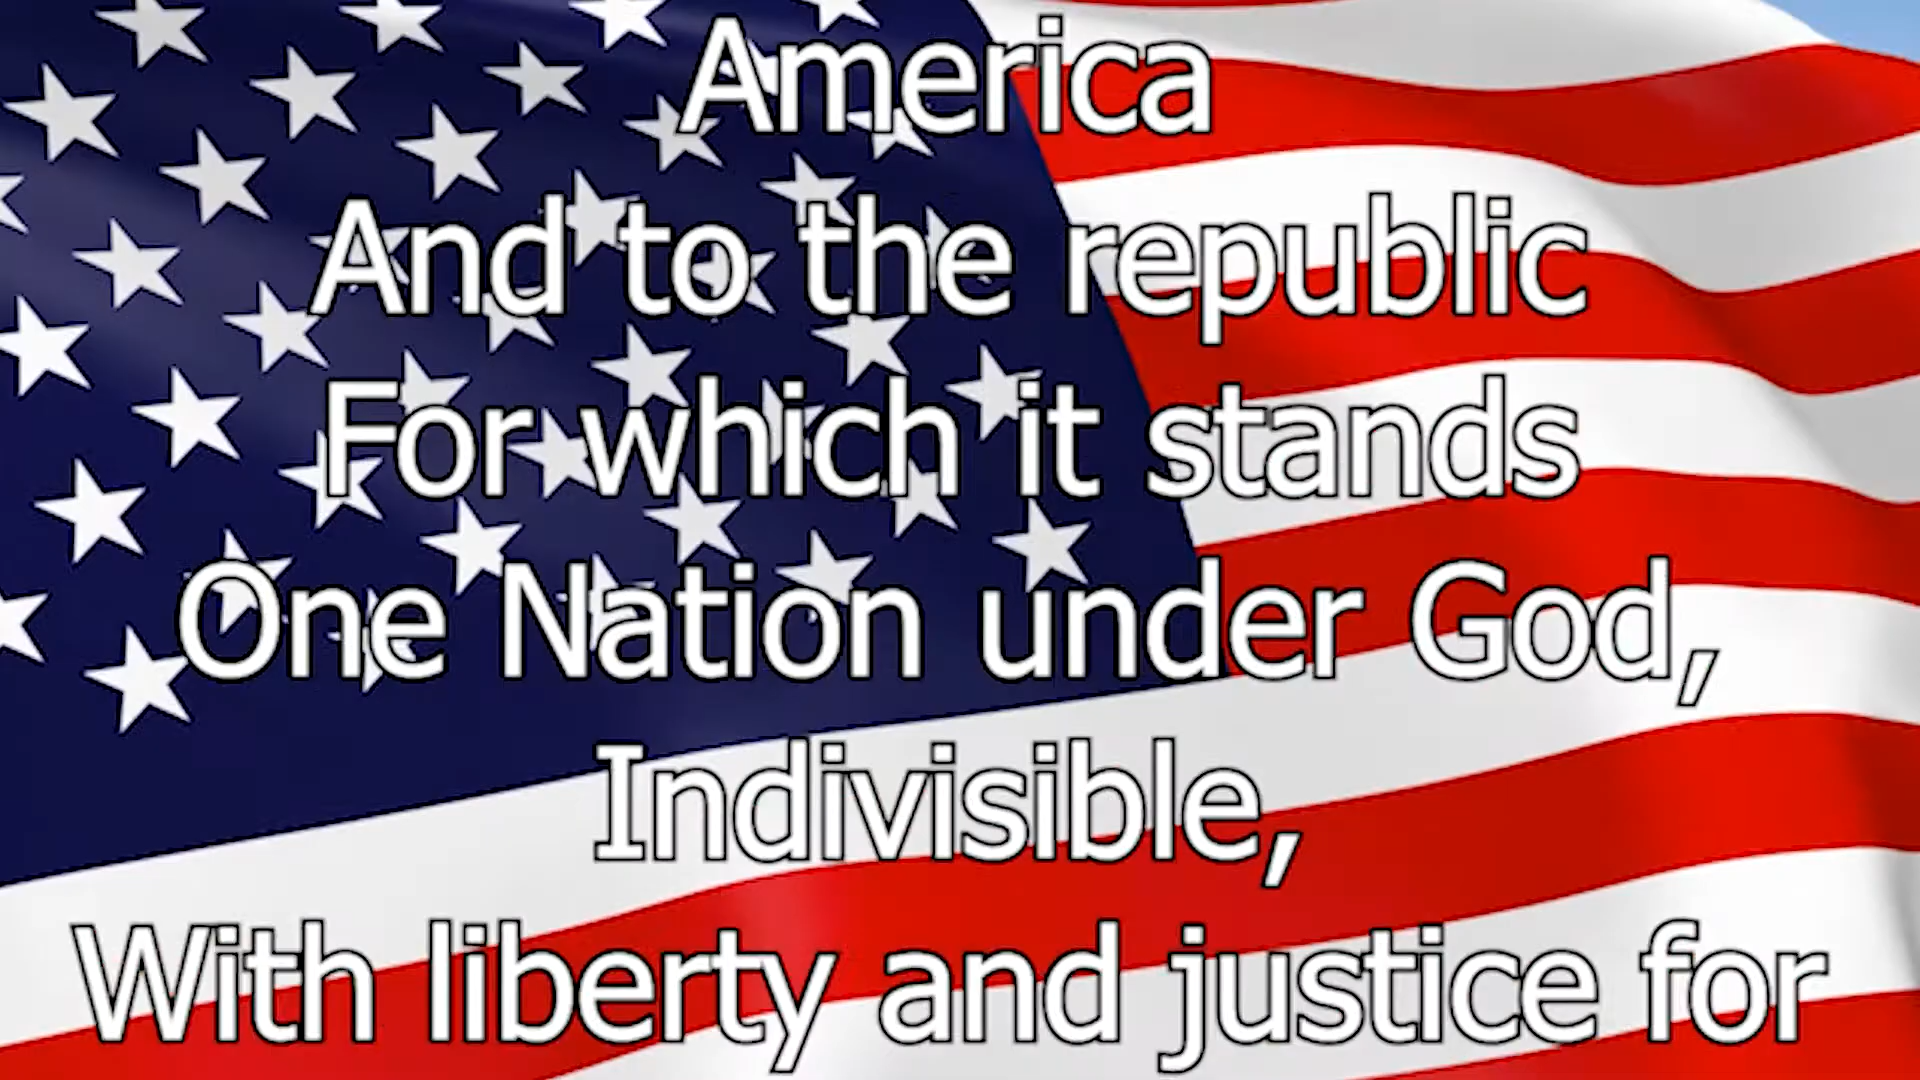 America
And to the republic
For which it stands
One Nation under God,
Indivisible,
With liberty and justice for